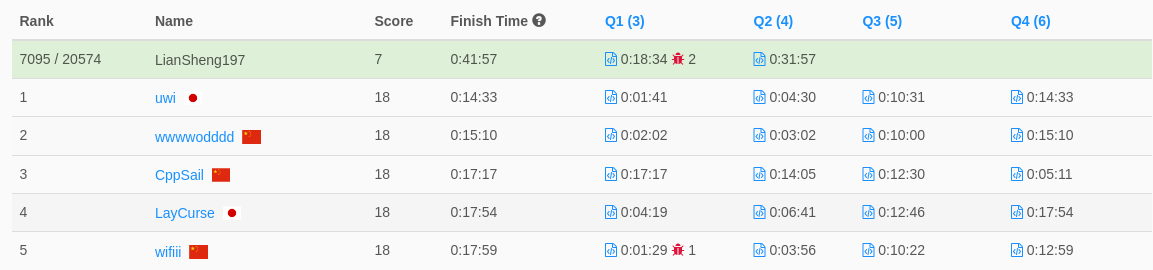 Rank Name Score Finish Time Q1 (3) Q2 (4) Q3 (5) Q4 (6)
7095 / 20574 LianSheng197 7 0:41:57 0:18:34 2 0:31:57
1 uwi 18 0:14:33 0:01:41 0:04:30 0:10:31 0:14:33
2 wwwwodddd 18 0:15:10 0:02:02 0:03:02 0:10:00 0:15:10
3 CppSail 18 0:17:17 0:17:17 0:14:05 0:12:30 0:05:11
4 LayCurse 18 0:17:54 0:04:19 0:06:41 0:12:46 0:17:54
5 wifiii 18 0:17:59 0:01:29 1 0:03:56 0:10:22 0:12:59